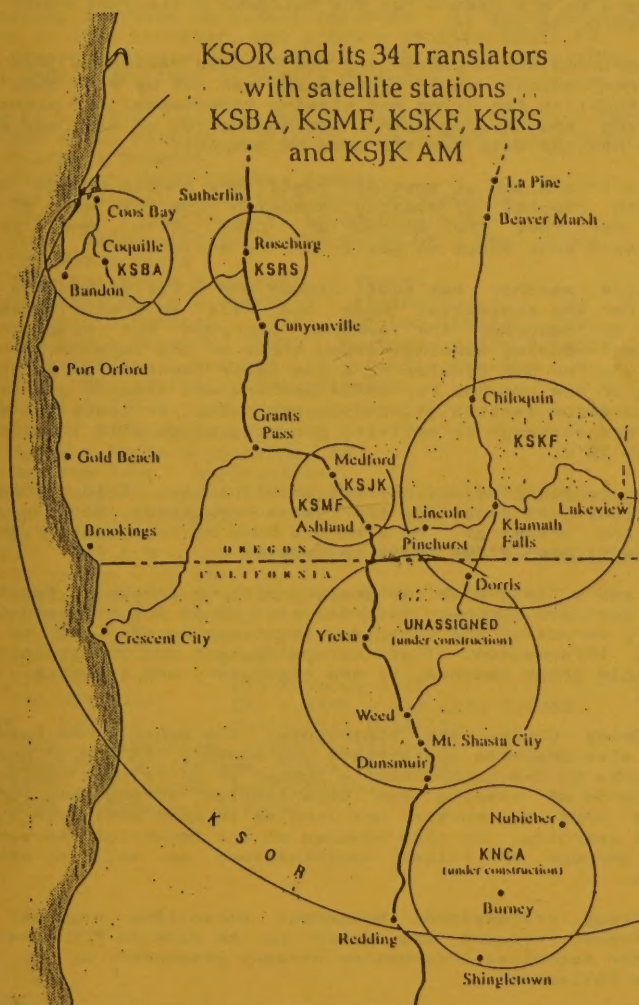 KSOR and its 34 Translators
with satellite stations
KSBA, KSMF, KSKF, KSRS
and KSJK AM
La Pine
Sutherlin
Beaver Marsh
Coos Bay
Roseburg
Coquille
KSBA
KSRS
Bandon
Canyonville
Port Orford
Chiloquin
Grants
Pass
KSKF
Gold Beach
Medford
KSJK
KSMF
Lincoln
Lakeview
Ashland
Klamath
Falls
Pinehurst
Brookings
OREGON
CALIFORNIA
Dorris
Crescent City
Yreka
UNASSIGNED
(under construction)
Weed
Mt. Shasta City
Dunsmuir
KSOR
Nubieber
KNCA
(under construction)
Burney
Redding
Shingletown